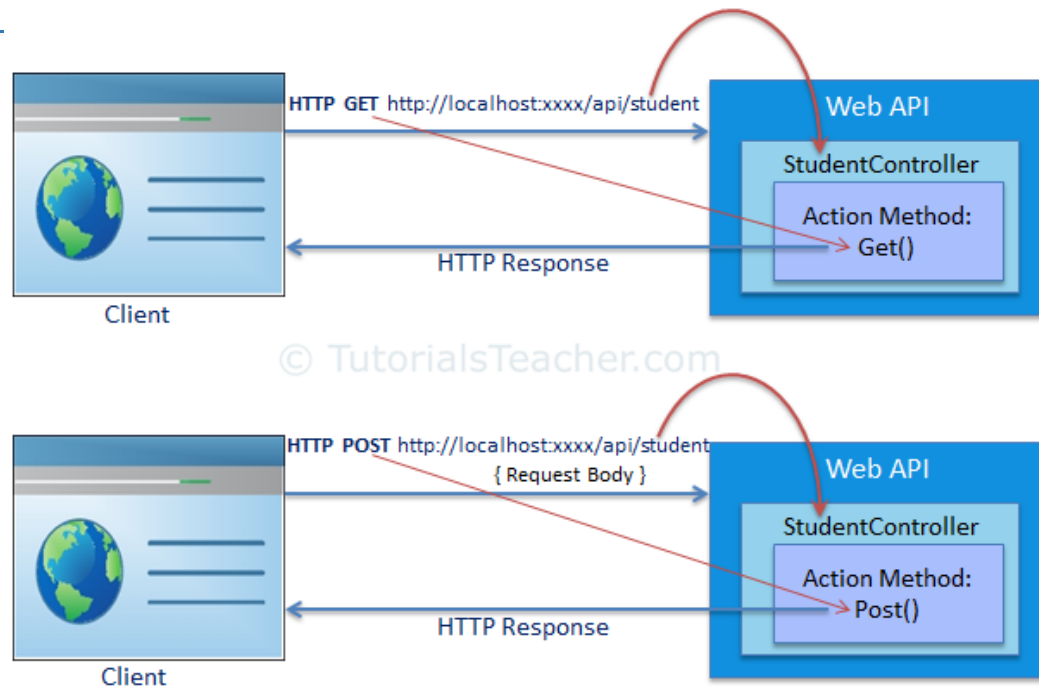 HTTP GET http://localhost:xxxx/api/student
Web API
StudentController
Action Method:
Get()
HTTP Response
Client
© TutorialsTeacher.com
HTTP POST http://localhost:xxxx/api/student
{ Request Body }
Web API
StudentController
Action Method:
Post()
HTTP Response
Client